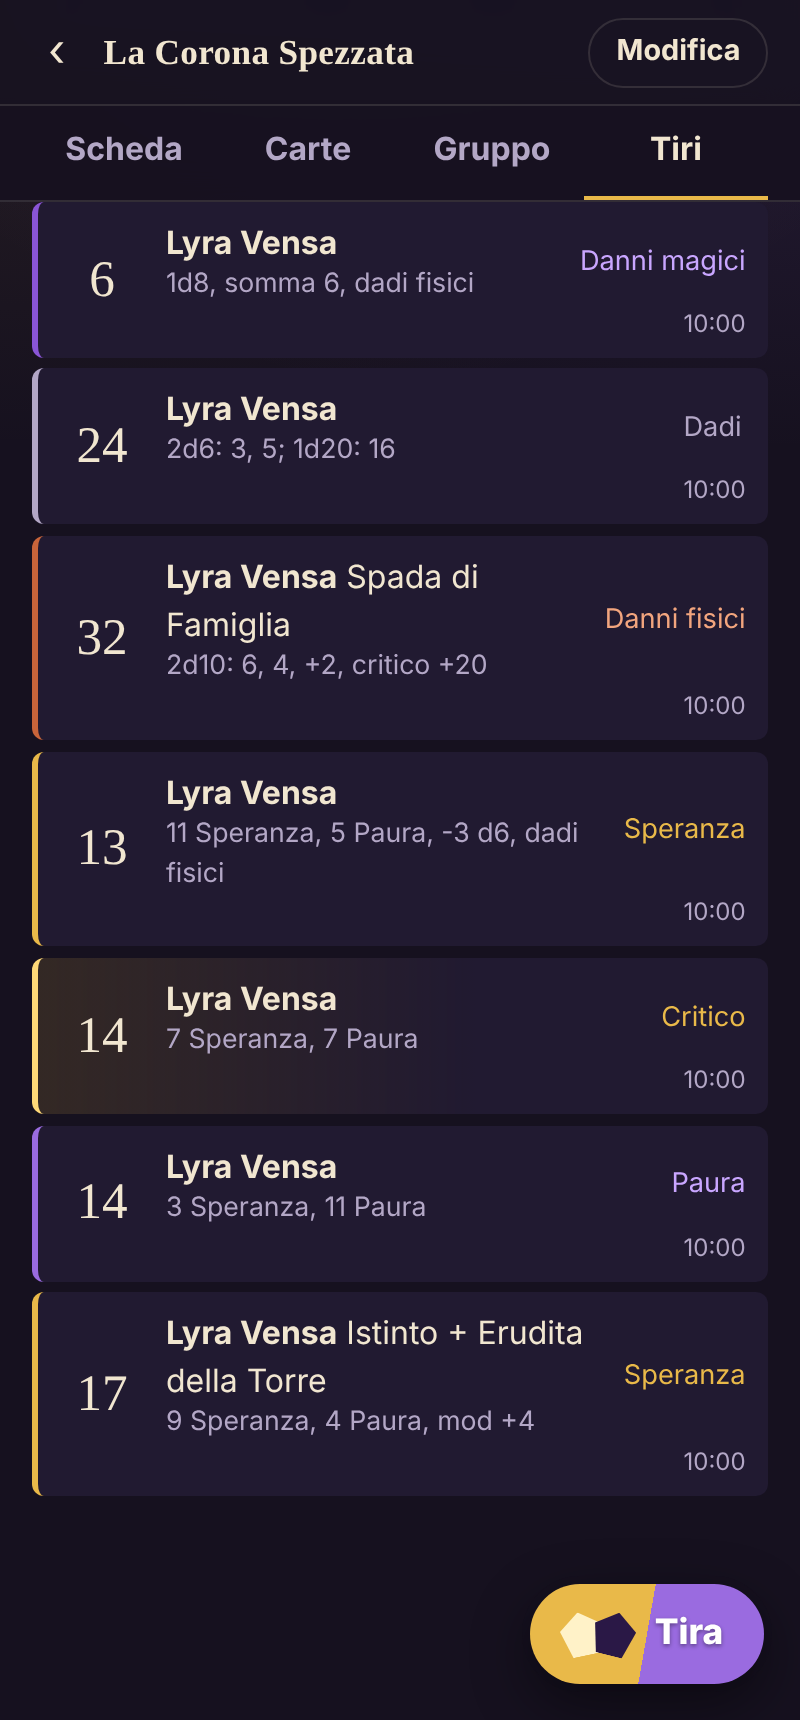 La Corona Spezzata
Modifica
Scheda
Carte
Gruppo
Tiri
6
Lyra Vensa
1d8, somma 6, dadi fisici
Danni magici
10:00
24
Lyra Vensa
2d6: 3, 5; 1d20: 16
Dadi
10:00
32
Lyra Vensa Spada di
Famiglia
2d10: 6, 4, +2, critico +20
Danni fisici
10:00
13
Lyra Vensa
11 Speranza, 5 Paura, -3 d6, dadi
fisici
Speranza
10:00
14
Lyra Vensa
7 Speranza, 7 Paura
Critico
10:00
14
Lyra Vensa
3 Speranza, 11 Paura
Paura
10:00
17
Lyra Vensa Istinto + Erudita
della Torre
9 Speranza, 4 Paura, mod +4
Speranza
10:00
Tira